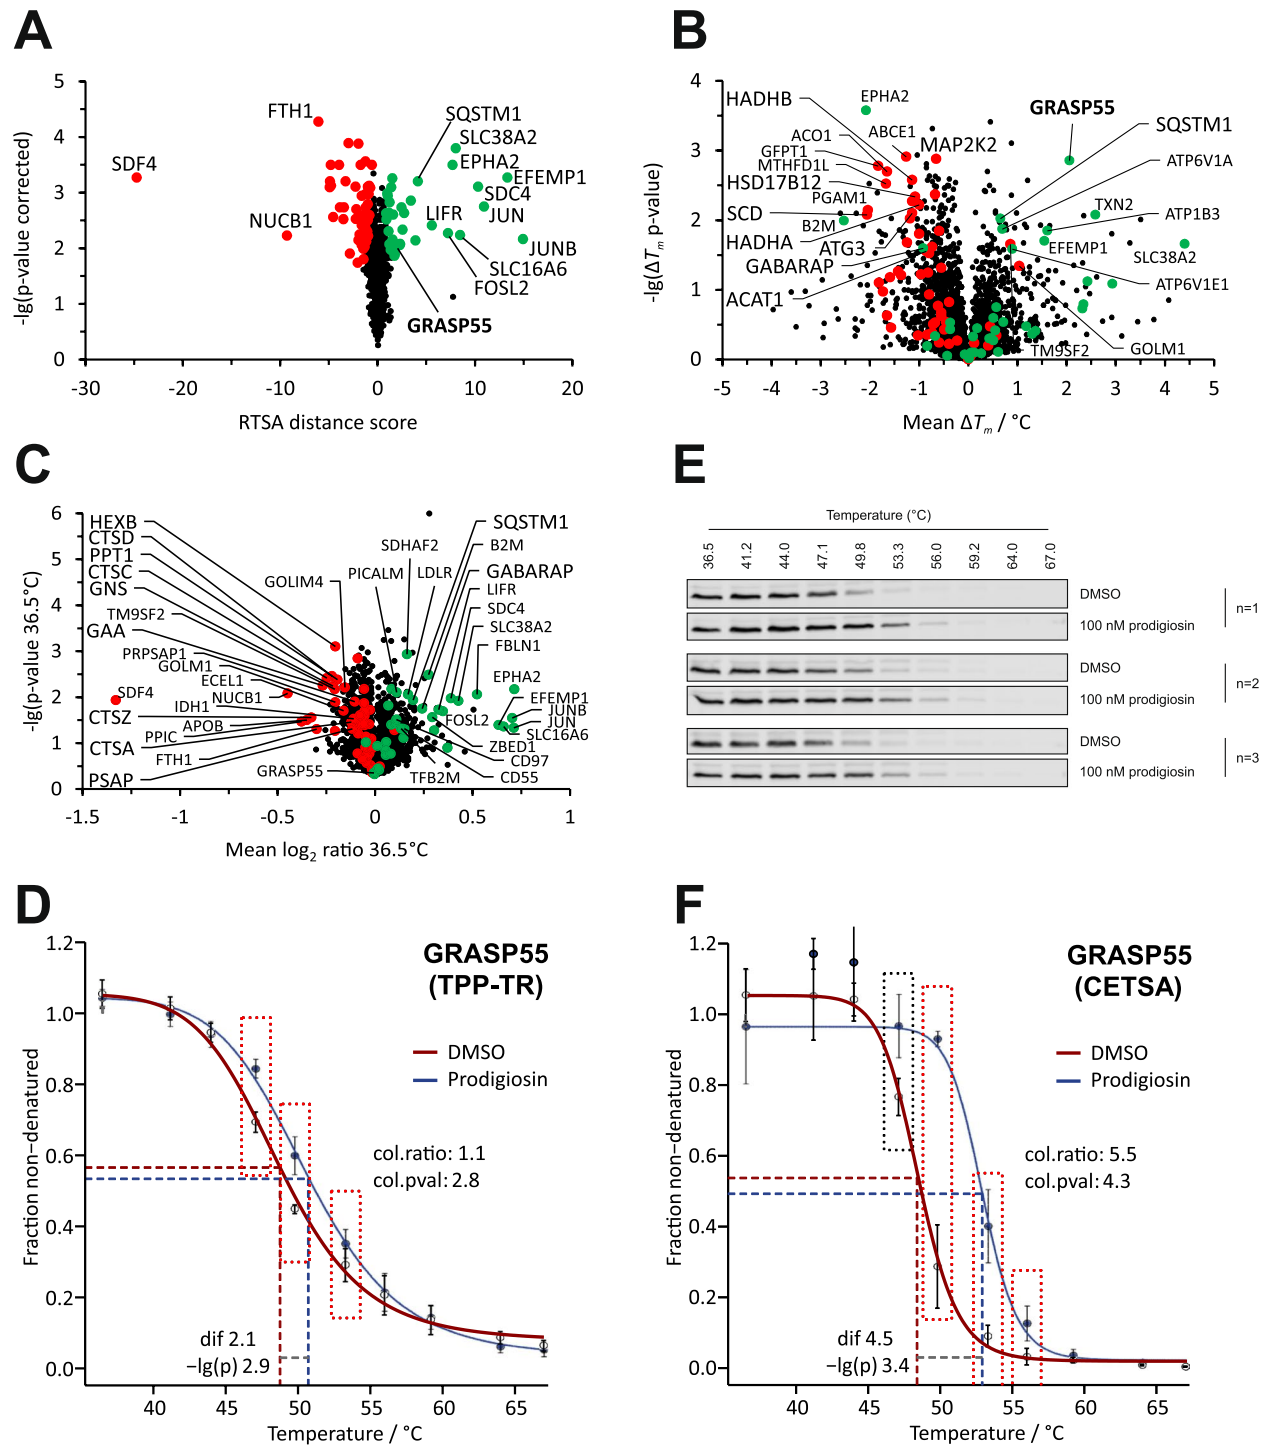 A
5
4
3
2
1
0
-lg(p-value corrected)
-30
-20
-10
0
10
20
RTSA distance score
FTH1
SDF4
NUCB1
SQSTM1
SLC38A2
EPHA2
EFEMP1
SDC4
LIFR
JUN
JUNB
SLC16A6
FOSL2
GRASP55
B
4
3
2
1
0
-lg(ΔTm p-value)
-5
-4
-3
-2
-1
0
1
2
3
4
5
Mean ΔTm / °C
HADHB
EPHA2
ACO1
ABCE1
GFPT1
MAP2K2
MTHFD1L
HSD17B12
PGAM1
SCD
B2M
HADHA
ATG3
GABARAP
ACAT1
GRASP55
SQSTM1
ATP6V1A
TXN2
ATP1B3
EFEMP1
SLC38A2
ATP6V1E1
TM9SF2
GOLM1
C
6
5
4
3
2
1
0
-lg(p-value 36.5°C)
-1.5
-1
-0.5
0
0.5
1
Mean log2 ratio 36.5°C
HEXB
CTSD
PPT1
CTSC
GNS
TM9SF2
GAA
PRPSAP1
GOLM1
ECEL1
SDF4
NUCB1
IDH1
CTSZ
APOB
PPIC
CTSA
FTH1
PSAP
GRASP55
GOLIM4
PICALM
SDHAF2
LDLR
SQSTM1
B2M
GABARAP
LIFR
SDC4
SLC38A2
FBLN1
EPHA2
EFEMP1
JUNB
FOSL2
JUN
SLC16A6
ZBED1
CD97
TFB2M
CD55
E
Temperature (°C)
36.5
41.2
44.0
47.1
49.8
53.3
56.0
59.2
64.0
67.0
DMSO
100 nM prodigiosin
n=1
DMSO
100 nM prodigiosin
n=2
DMSO
100 nM prodigiosin
n=3
D
GRASP55
(TPP-TR)
1.2
1.0
0.8
0.6
0.4
0.2
0.0
Fraction non-denatured
DMSO
Prodigiosin
col.ratio: 1.1
col.pval: 2.8
dif 2.1
−lg(p) 2.9
40
45
50
55
60
65
Temperature / °C
F
GRASP55
(CETSA)
1.2
1.0
0.8
0.6
0.4
0.2
0.0
Fraction non-denatured
DMSO
Prodigiosin
col.ratio: 5.5
col.pval: 4.3
dif 4.5
−lg(p) 3.4
40
45
50
55
60
65
Temperature / °C